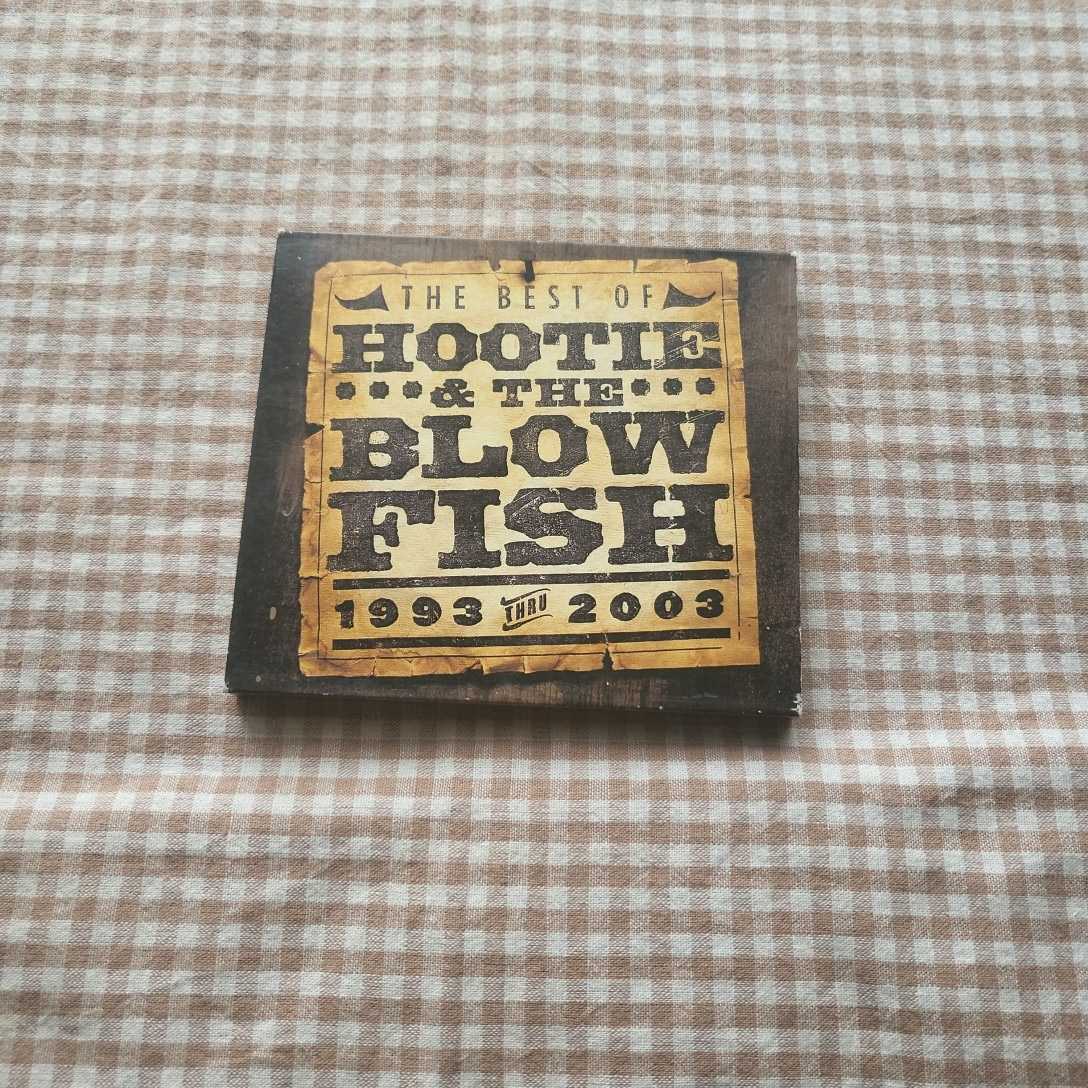 THE BEST OF
HOOTIE
& THE
BLOW
FISH
1993 THRU 2003